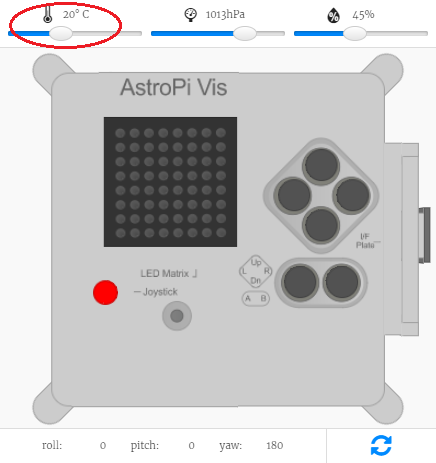 20° C 1013hPa 45%
AstroPi Vis
I/F
Plate
Up
L R
Dn
A B
LED Matrix
Joystick
roll: 0 pitch: 0 yaw: 180